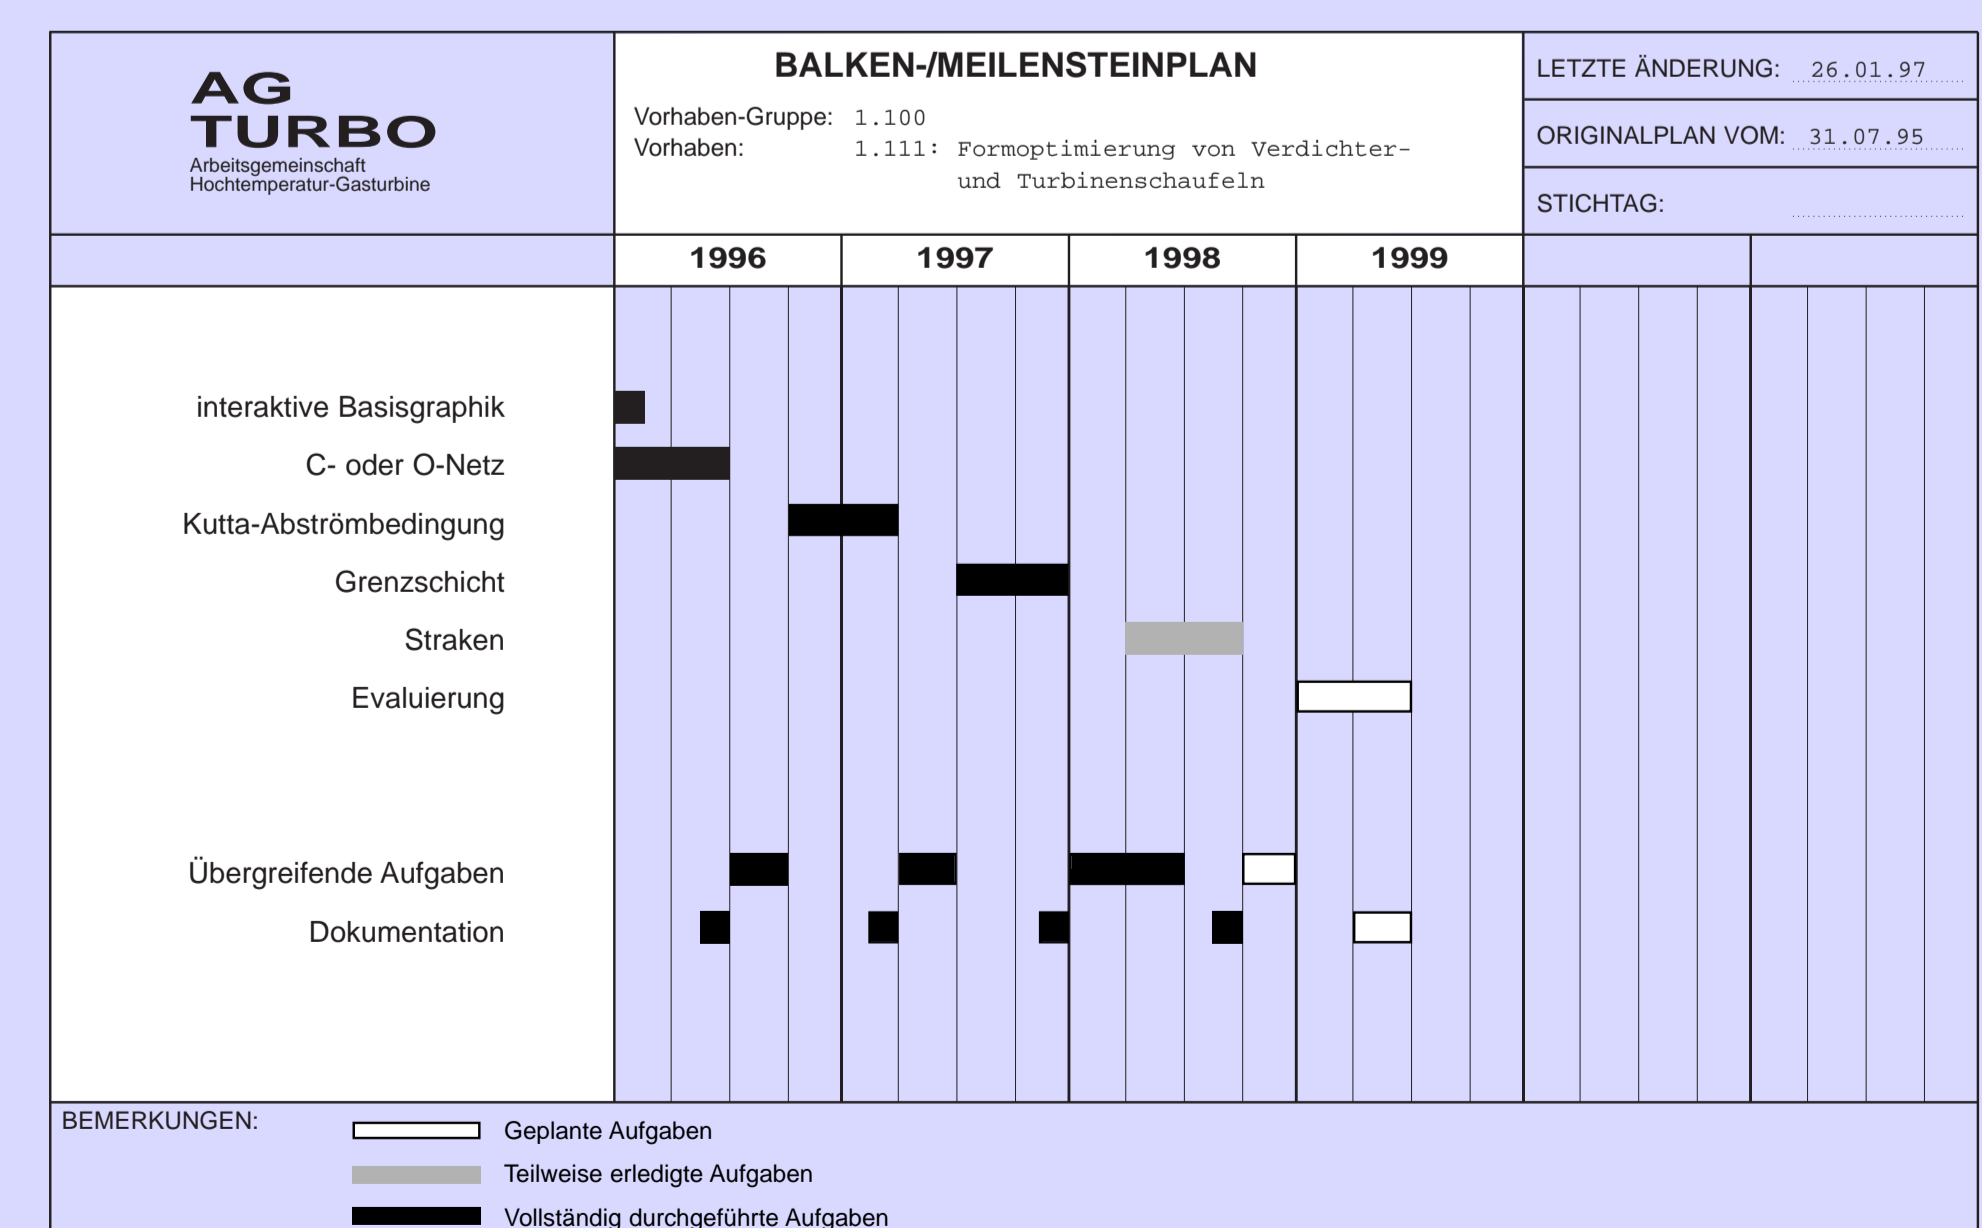 AG
TURBO
Arbeitsgemeinschaft
Hochtemperatur-Gasturbine
BALKEN-/MEILENSTEINPLAN
Vorhaben-Gruppe: 1.100
Vorhaben: 1.111: Formoptimierung von Verdichter-
und Turbinenschaufeln
LETZTE ÄNDERUNG: 26.01.97
ORIGINALPLAN VOM: 31.07.95
STICHTAG:
1996 1997 1998 1999
interaktive Basisgraphik
C- oder O-Netz
Kutta-Abströmbedingung
Grenzschicht
Straken
Evaluierung
Übergreifende Aufgaben
Dokumentation
BEMERKUNGEN:
Geplante Aufgaben
Teilweise erledigte Aufgaben
Vollständig durchgeführte Aufgaben